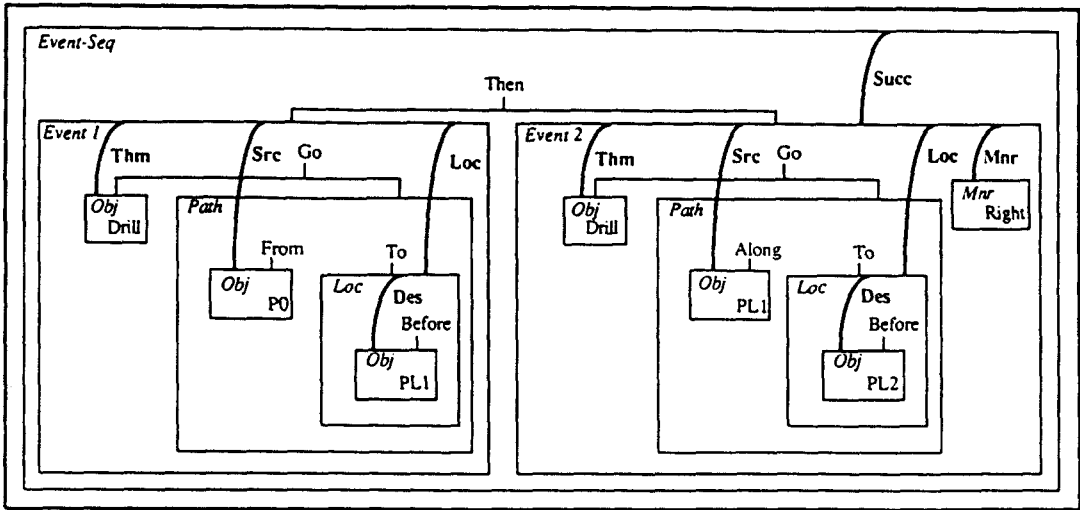 Event-Seq
Succ
Then
Event 1
Thm
Src
Go
Loc
Obj
Drill
Path
From
To
Obj
P0
Loc
Des
Before
Obj
PL1
Event 2
Thm
Src
Go
Loc
Mnr
Obj
Drill
Path
Mnr
Right
Along
To
Obj
PL1
Loc
Des
Before
Obj
PL2